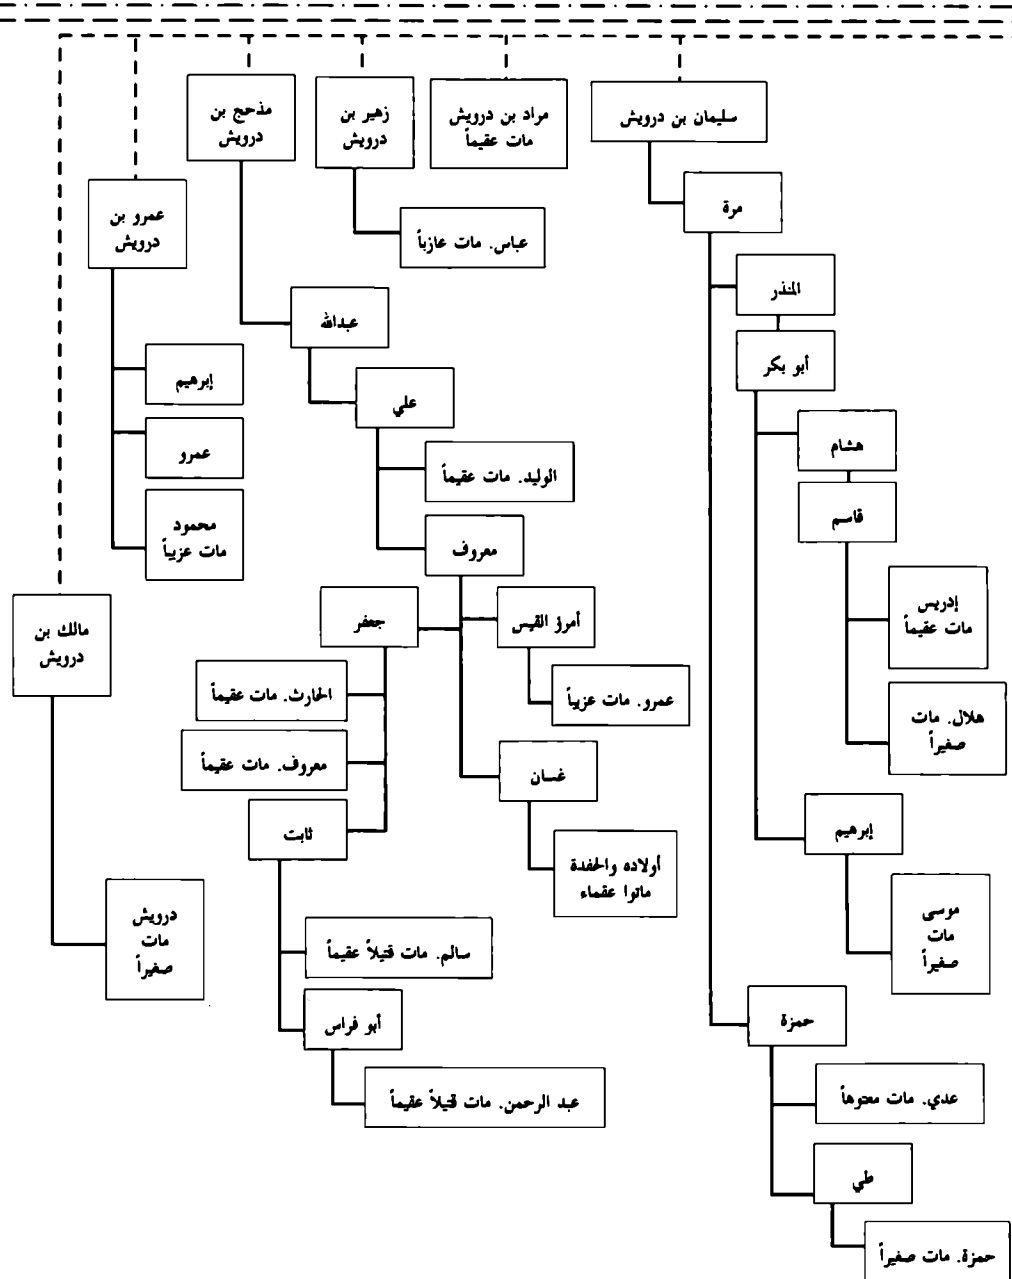 سليمان بن درويش
مرة
المنذر
أبو بكر
هشام
قاسم
إدريس
مات عقيماً
هلال. مات
صغيراً
إبرهيم
موسى
مات
صغيراً
حمزة
عدي. مات معتوهاً
طي
حمزة. مات صغيراً
مراد بن درويش
مات عقيماً
زهير بن
درويش
عباس. مات عازباً
مذحج بن
درويش
عبدالله
علي
الوليد. مات عقيماً
معروف
أمرؤ القيس
عمرو. مات عزيباً
غسان
أولاده والحفدة
ماتوا عقماء
جعفر
الحارث. مات عقيماً
معروف. مات عقيماً
ثابت
سالم. مات قتيلاً عقيماً
أبو فراس
عبد الرحمن. مات قتيلاً عقيماً
عمرو بن
درويش
إبرهيم
عمرو
محمود
مات عزيباً
مالك بن
درويش
درويش
مات
صغيراً